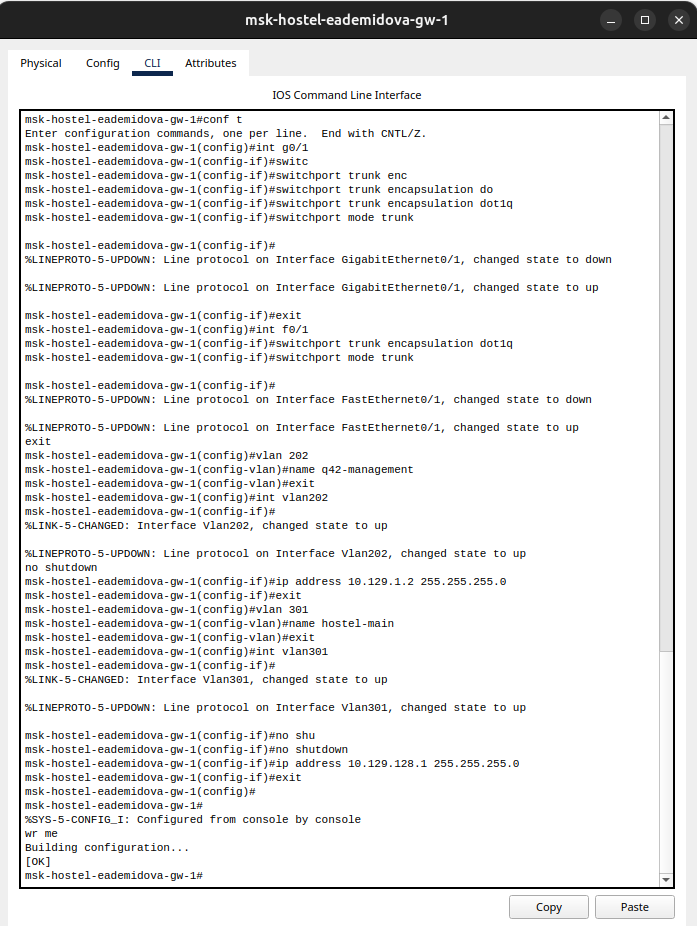 msk-hostel-eademidova-gw-1
Physical Config CLI Attributes
IOS Command Line Interface
msk-hostel-eademidova-gw-1#conf t
Enter configuration commands, one per line.  End with CNTL/Z.
msk-hostel-eademidova-gw-1(config)#int g0/1
msk-hostel-eademidova-gw-1(config-if)#switc
msk-hostel-eademidova-gw-1(config-if)#switchport trunk enc
msk-hostel-eademidova-gw-1(config-if)#switchport trunk encapsulation do
msk-hostel-eademidova-gw-1(config-if)#switchport trunk encapsulation dot1q
msk-hostel-eademidova-gw-1(config-if)#switchport mode trunk
msk-hostel-eademidova-gw-1(config-if)#
%LINEPROTO-5-UPDOWN: Line protocol on Interface GigabitEthernet0/1, changed state to down
%LINEPROTO-5-UPDOWN: Line protocol on Interface GigabitEthernet0/1, changed state to up
msk-hostel-eademidova-gw-1(config-if)#exit
msk-hostel-eademidova-gw-1(config)#int f0/1
msk-hostel-eademidova-gw-1(config-if)#switchport trunk encapsulation dot1q
msk-hostel-eademidova-gw-1(config-if)#switchport mode trunk
msk-hostel-eademidova-gw-1(config-if)#
%LINEPROTO-5-UPDOWN: Line protocol on Interface FastEthernet0/1, changed state to down
%LINEPROTO-5-UPDOWN: Line protocol on Interface FastEthernet0/1, changed state to up
exit
msk-hostel-eademidova-gw-1(config)#vlan 202
msk-hostel-eademidova-gw-1(config-vlan)#name q42-management
msk-hostel-eademidova-gw-1(config-vlan)#exit
msk-hostel-eademidova-gw-1(config)#int vlan202
msk-hostel-eademidova-gw-1(config-if)#
%LINK-5-CHANGED: Interface Vlan202, changed state to up
%LINEPROTO-5-UPDOWN: Line protocol on Interface Vlan202, changed state to up
no shutdown
msk-hostel-eademidova-gw-1(config-if)#ip address 10.129.1.2 255.255.255.0
msk-hostel-eademidova-gw-1(config-if)#exit
msk-hostel-eademidova-gw-1(config)#vlan 301
msk-hostel-eademidova-gw-1(config-vlan)#name hostel-main
msk-hostel-eademidova-gw-1(config-vlan)#exit
msk-hostel-eademidova-gw-1(config)#int vlan301
msk-hostel-eademidova-gw-1(config-if)#
%LINK-5-CHANGED: Interface Vlan301, changed state to up
%LINEPROTO-5-UPDOWN: Line protocol on Interface Vlan301, changed state to up
msk-hostel-eademidova-gw-1(config-if)#no shu
msk-hostel-eademidova-gw-1(config-if)#no shutdown
msk-hostel-eademidova-gw-1(config-if)#ip address 10.129.128.1 255.255.255.0
msk-hostel-eademidova-gw-1(config-if)#exit
msk-hostel-eademidova-gw-1(config)#
msk-hostel-eademidova-gw-1#
%SYS-5-CONFIG_I: Configured from console by console
wr me
Building configuration...
[OK]
msk-hostel-eademidova-gw-1#
Copy Paste